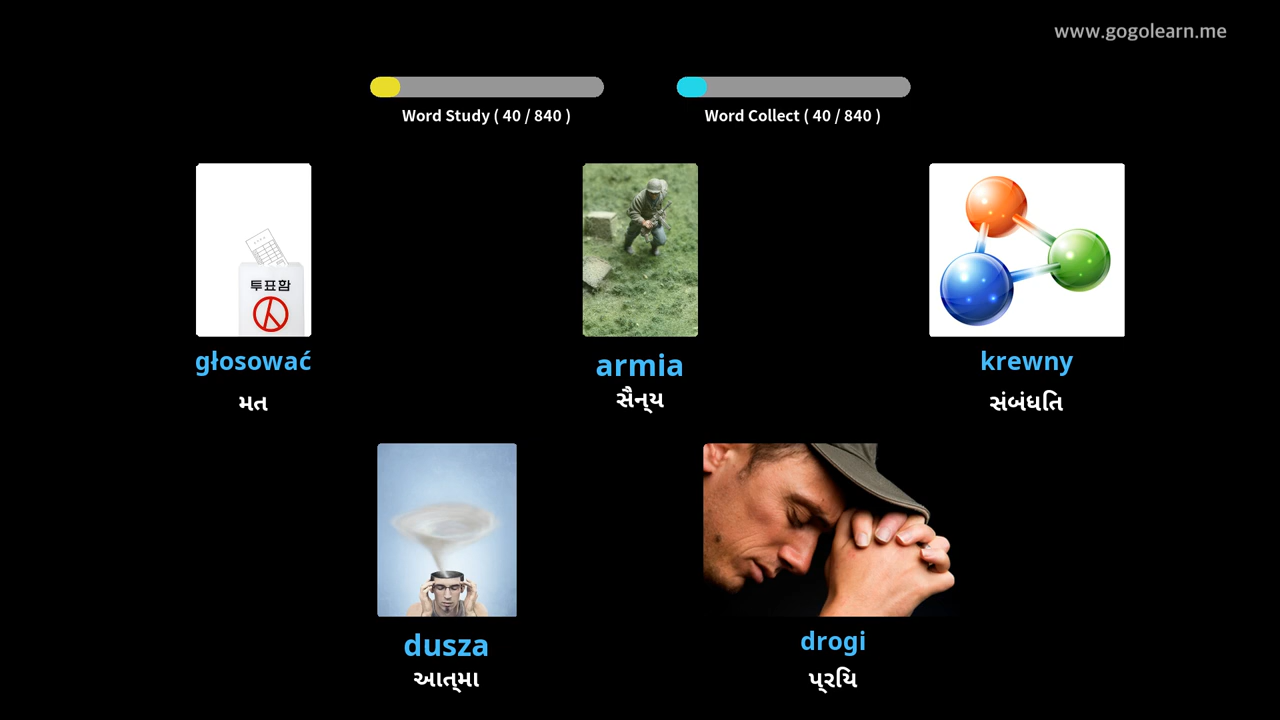 www.gogolearn.me
Word Study ( 40 / 840 )
Word Collect ( 40 / 840 )
투표함
głosować
મત
armia
સૈન્ય
krewny
સંબંધિત
dusza
આત્મા
drogi
પ્રિય